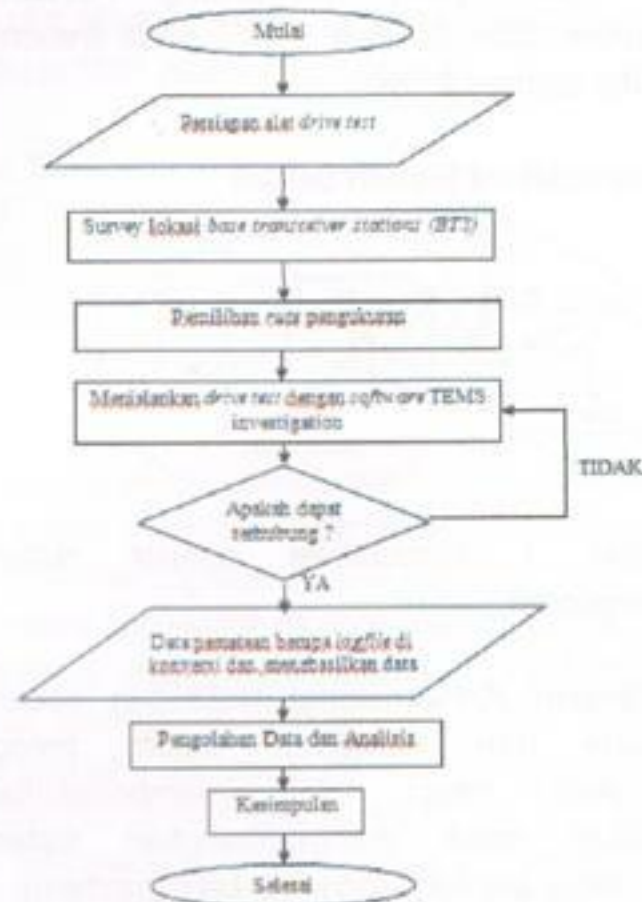 Mulai
Persiapan alat drive test
Survey lokasi base transceiver stations (BTS)
Pemilihan cara pengukuran
Menjalankan drive test dengan software TEMS
investigation
TIDAK
Apakah dapat
terhubung ?
YA
Data pemetaan berupa logfile di
konversi dan menghasilkan data
Pengolahan Data dan Analisis
Kesimpulan
Selesai